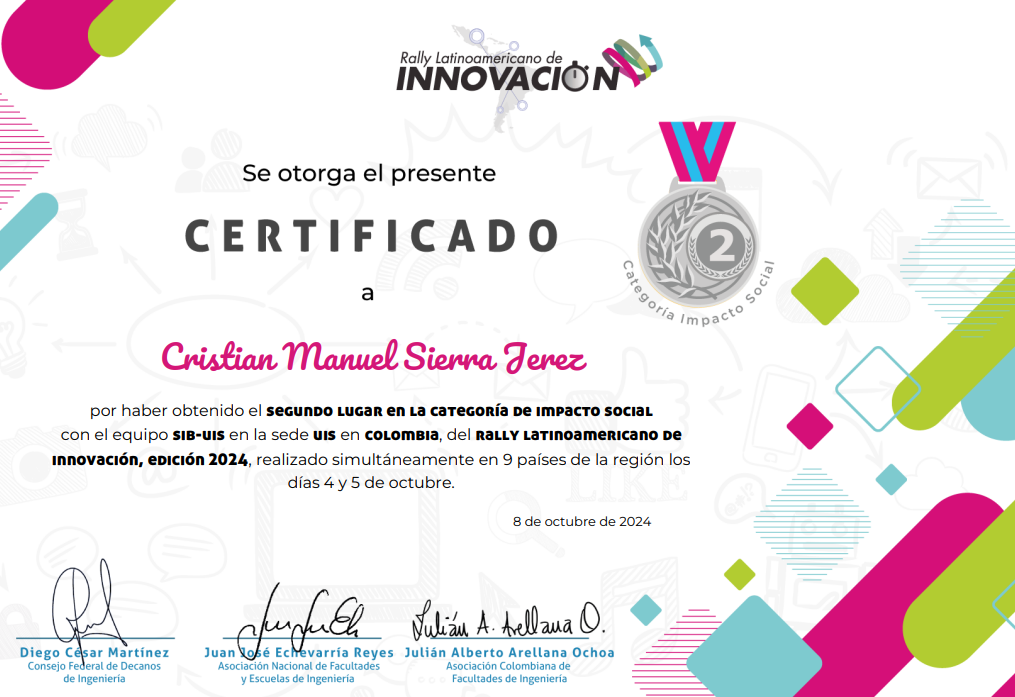 Rally Latinoamericano de
INNOVACIÓN
Se otorga el presente
CERTIFICADO
a
2
Categoría Impacto Social
Cristian Manuel Sierra Jerez
por haber obtenido el SEGUNDO LUGAR EN LA CATEGORÍA DE IMPACTO SOCIAL
con el equipo SIB-UIS en la sede UIS en COLOMBIA, del RALLY LATINOAMERICANO DE
INNOVACIÓN, EDICIÓN 2024, realizado simultáneamente en 9 países de la región los
días 4 y 5 de octubre.
LIKE
8 de octubre de 2024
Julián A. Arellana O.
Diego César Martínez
Consejo Federal de Decanos
de Ingeniería
Juan José Echevarría Reyes
Asociación Nacional de Facultades
y Escuelas de Ingeniería
Julián Alberto Arellana Ochoa
Asociación Colombiana de
Facultades de Ingeniería